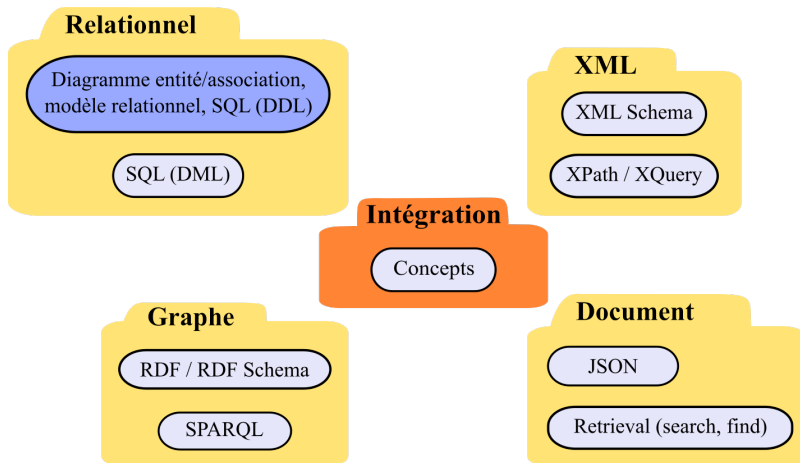 Relationnel
Diagramme entité/association,
modèle relationnel, SQL (DDL)
SQL (DML)
XML
XML Schema
XPath / XQuery
Intégration
Concepts
Graphe
RDF / RDF Schema
SPARQL
Document
JSON
Retrieval (search, find)